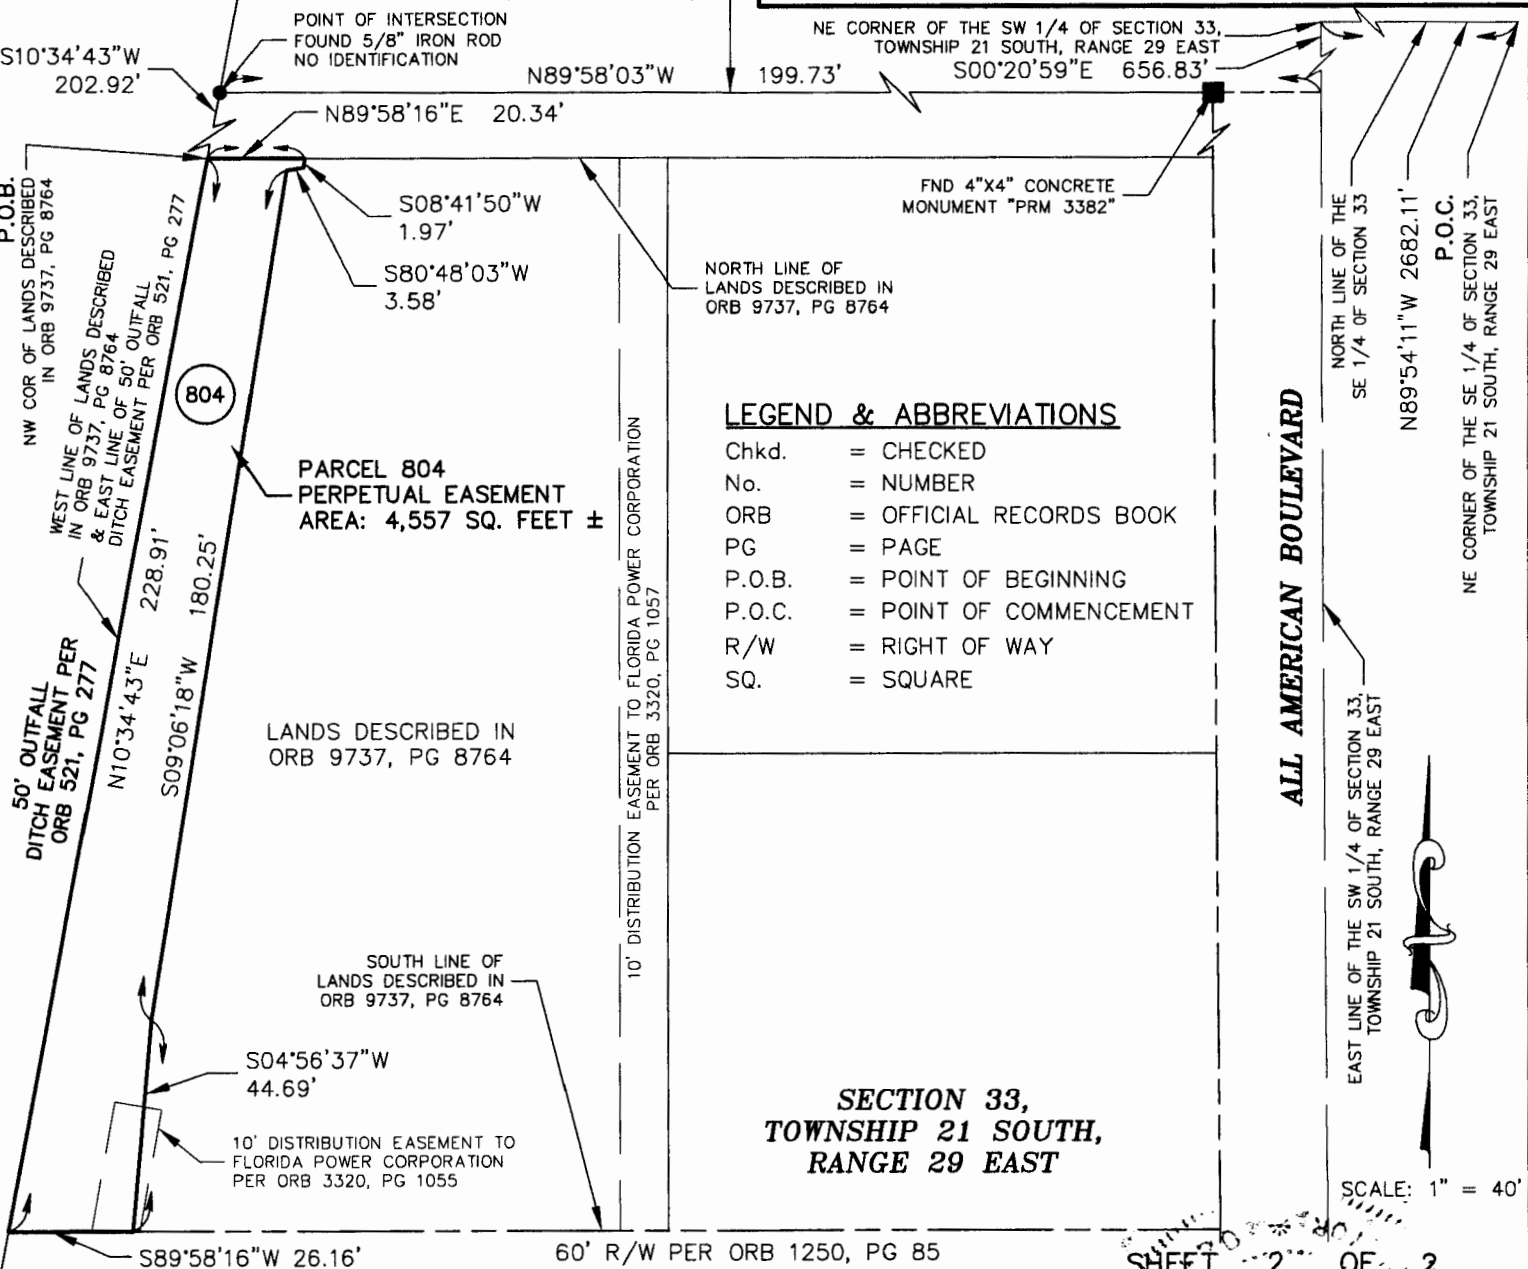 S10°34'43"W
202.92'
POINT OF INTERSECTION
FOUND 5/8" IRON ROD
NO IDENTIFICATION
N89°58'03"W 199.73'
NE CORNER OF THE SW 1/4 OF SECTION 33,
TOWNSHIP 21 SOUTH, RANGE 29 EAST
S00°20'59"E 656.83'
N89°58'16"E 20.34'
P.O.B.
NW COR OF LANDS DESCRIBED
IN ORB 9737, PG 8764
WEST LINE OF LANDS DESCRIBED
IN ORB 9737, PG 8764
& EAST LINE OF 50' OUTFALL
DITCH EASEMENT PER ORB 521, PG 277
S08°41'50"W
1.97'
S80°48'03"W
3.58'
FND 4"X4" CONCRETE
MONUMENT "PRM 3382"
NORTH LINE OF
LANDS DESCRIBED IN
ORB 9737, PG 8764
NORTH LINE OF THE
SE 1/4 OF SECTION 33
N89°54'11"W 2682.11'
P.O.C.
NE CORNER OF THE SE 1/4 OF SECTION 33,
TOWNSHIP 21 SOUTH, RANGE 29 EAST
804
PARCEL 804
PERPETUAL EASEMENT
AREA: 4,557 SQ. FEET ±
LEGEND & ABBREVIATIONS
Chkd. = CHECKED
No. = NUMBER
ORB = OFFICIAL RECORDS BOOK
PG = PAGE
P.O.B. = POINT OF BEGINNING
P.O.C. = POINT OF COMMENCEMENT
R/W = RIGHT OF WAY
SQ. = SQUARE
10' DISTRIBUTION EASEMENT TO FLORIDA POWER CORPORATION
PER ORB 3320, PG 1057
ALL AMERICAN BOULEVARD
EAST LINE OF THE SW 1/4 OF SECTION 33,
TOWNSHIP 21 SOUTH, RANGE 29 EAST
50' OUTFALL
DITCH EASEMENT PER
ORB 521, PG 277
N10°34'43"E 228.91'
S09°06'18"W 180.25'
LANDS DESCRIBED IN
ORB 9737, PG 8764
SOUTH LINE OF
LANDS DESCRIBED IN
ORB 9737, PG 8764
S04°56'37"W
44.69'
10' DISTRIBUTION EASEMENT TO
FLORIDA POWER CORPORATION
PER ORB 3320, PG 1055
SECTION 33,
TOWNSHIP 21 SOUTH,
RANGE 29 EAST
SCALE: 1" = 40'
S89°58'16"W 26.16'
60' R/W PER ORB 1250, PG 85
SHEET 2 OF 2